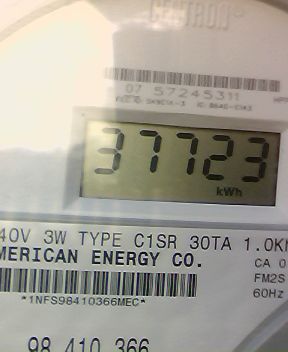 CENTRON
07 57245311
37723
kWh
40V 3W TYPE C1SR 30TA 1.0K
MERICAN ENERGY CO.
CA 0
FM2S
60Hz
*1NFS98410366MEC*
98 410 366